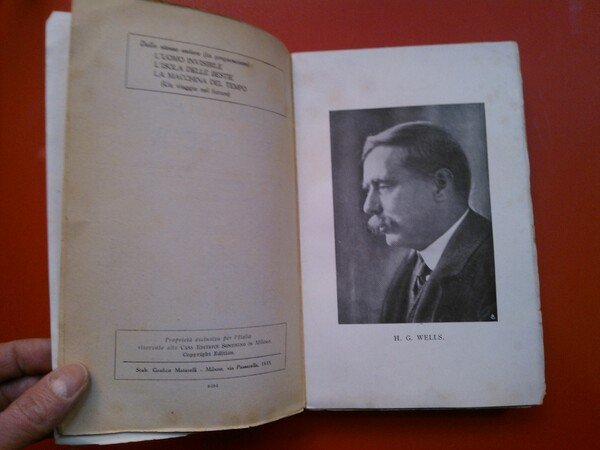 Dello stesso autore (in preparazione):
L'UOMO INVISIBILE
L'ISOLA DELLE BESTIE
LA MACCHINA DEL TEMPO
(Un viaggio nel futuro)
Proprietà esclusiva per l'Italia
riservata alla CASA EDITRICE SONZOGNO in Milano.
Copyright Edition.
Stab. Grafico Matarelli - Milano, via Passarella,
H. G. WELLS.